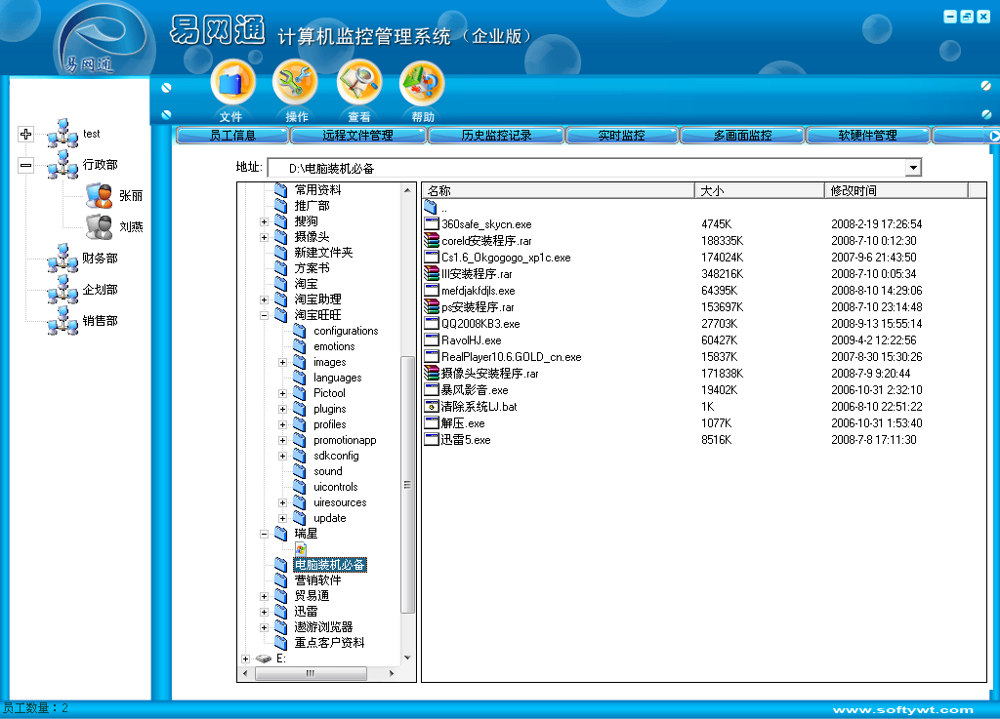 易网通 计算机监控管理系统（企业版）
易网通
文件 操作 查看 帮助
员工信息 远程文件管理 历史监控记录 实时监控 多画面监控 软硬件管理
test
行政部
张丽
刘燕
财务部
企划部
销售部
地址: D:\电脑装机必备
常用资料
推广部
搜狗
摄像头
新建文件夹
方案书
淘宝
淘宝助理
淘宝旺旺
configurations
emotions
images
languages
Pictool
plugins
profiles
promotionapp
sdkconfig
sound
uicontrols
uiresources
update
瑞星
电脑装机必备
营销软件
贸易通
迅雷
遨游浏览器
重点客户资料
E:
名称 大小 修改时间
..
360safe_skycn.exe 4745K 2008-2-19 17:26:54
coreld安装程序.rar 188335K 2008-7-10 0:12:30
Cs1.6_Okgogogo_xp1c.exe 174024K 2007-9-6 21:43:50
III安装程序.rar 348216K 2008-7-10 0:05:34
mefdjakfdjls.exe 64395K 2008-8-10 14:29:06
ps安装程序.rar 153697K 2008-7-10 23:14:48
QQ2008KB3.exe 27703K 2008-9-13 15:55:14
RavolHJ.exe 60427K 2009-4-2 12:22:56
RealPlayer10.6.GOLD_cn.exe 15837K 2007-8-30 15:30:26
摄像头安装程序.rar 171838K 2008-7-9 9:20:44
暴风影音.exe 19402K 2006-10-31 2:32:10
清除系统LJ.bat 1K 2006-8-10 22:51:22
解压.exe 1077K 2006-10-31 1:53:40
迅雷5.exe 8516K 2008-7-8 17:11:30
员工数量：2
www.softywt.com